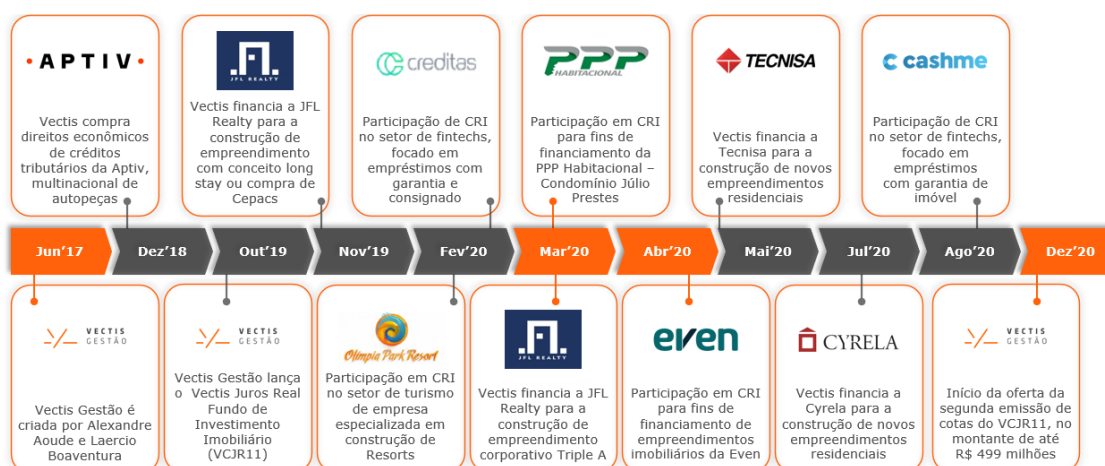 • APTIV •
Vectis compra
direitos econômicos
de créditos
tributários da Aptiv,
multinacional de
autopeças
JFL REALTY
Vectis financia a JFL
Realty para a
construção de
empreendimento
com conceito long
stay ou compra de
Cepacs
creditas
Participação de CRI
no setor de fintechs,
focado em
empréstimos com
garantia e
consignado
PPP
HABITACIONAL
Participação em CRI
para fins de
financiamento da
PPP Habitacional –
Condomínio Júlio
Prestes
TECNISA
Vectis financia a
Tecnisa para a
construção de novos
empreendimentos
residenciais
cashme
Participação de CRI
no setor de fintechs,
focado em
empréstimos
com garantia de
imóvel
Jun’17
Dez’18
Out’19
Nov’19
Fev’20
Mar’20
Abr’20
Mai’20
Jul’20
Ago’20
Dez’20
VECTIS
GESTÃO
Vectis Gestão é
criada por Alexandre
Aoude e Laercio
Boaventura
VECTIS
GESTÃO
Vectis Gestão lança
o Vectis Juros Real
Fundo de
Investimento
Imobiliário
(VCJR11)
Olímpia Park Resort
Participação em CRI
no setor de turismo
de empresa
especializada em
construção de
Resorts
JFL REALTY
Vectis financia a JFL
Realty para a
construção de
empreendimento
corporativo Triple A
even
Participação em CRI
para fins de
financiamento de
empreendimentos
imobiliários da Even
CYRELA
Vectis financia a
Cyrela para a
construção de novos
empreendimentos
residenciais
VECTIS
GESTÃO
Início da oferta da
segunda emissão de
cotas do VCJR11, no
montante de até
R$ 499 milhões